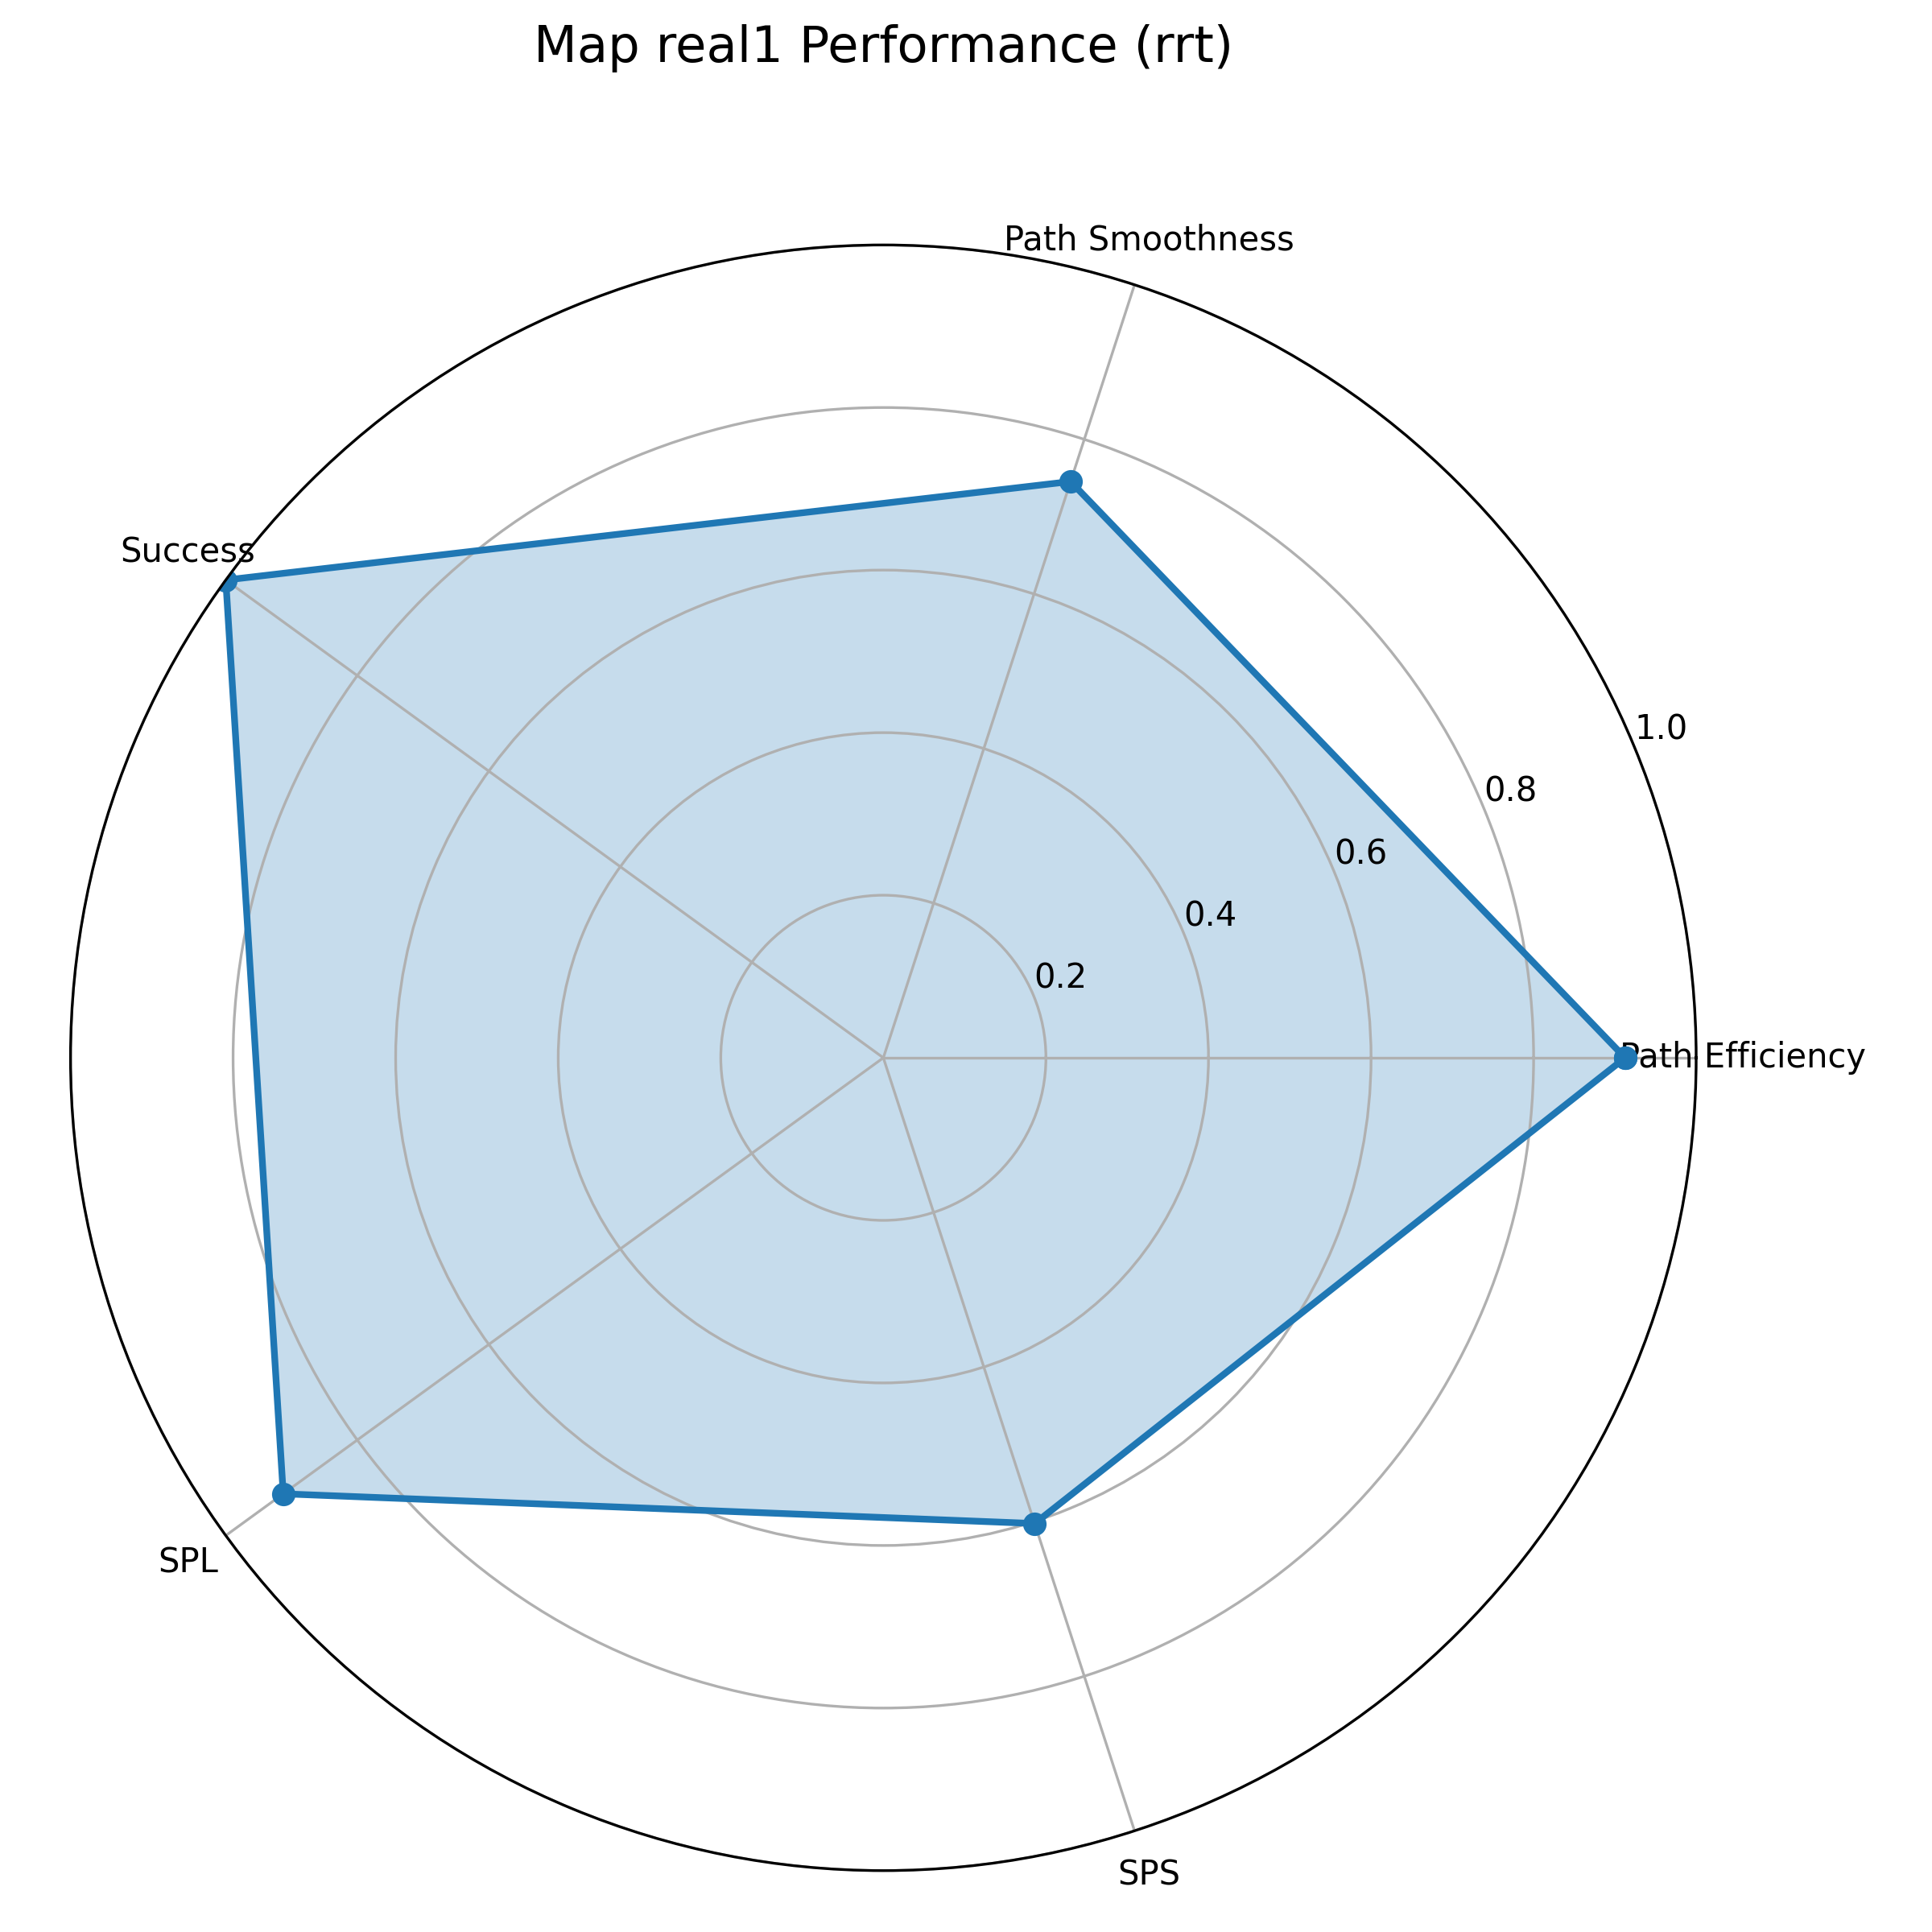 Map real1 Performance (rrt)
Path Smoothness
Success
1.0
0.8
0.6
0.4
0.2
Path Efficiency
SPL
SPS